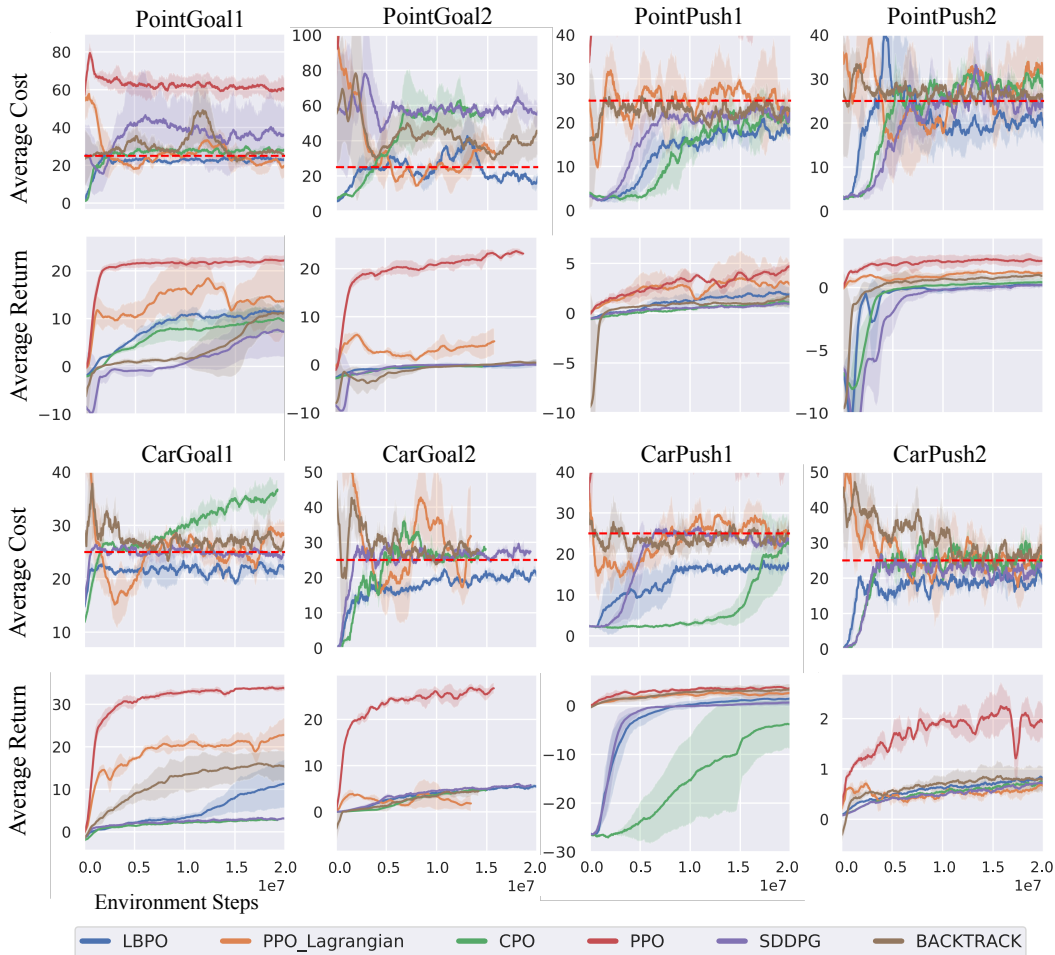 PointGoal1 PointGoal2 PointPush1 PointPush2
Average Cost
80 60 40 20 0
100 80 60 40 20 0
40 30 20 10 0
40 30 20 10 0
Average Return
20 10 0 −10
20 10 0 −10
5 0 −5 −10
0 −5 −10
CarGoal1 CarGoal2 CarPush1 CarPush2
Average Cost
40 30 20 10
50 40 30 20 10 0
40 30 20 10 0
50 40 30 20 10 0
Average Return
30 20 10 0
20 10 0
0 −10 −20 −30
2 1 0
0.0 0.5 1.0 1.5 2.0 0.0 0.5 1.0 1.5 2.0 0.0 0.5 1.0 1.5 2.0 0.0 0.5 1.0 1.5 2.0
1e7 1e7 1e7 1e7
Environment Steps
LBPO PPO_Lagrangian CPO PPO SDDPG BACKTRACK